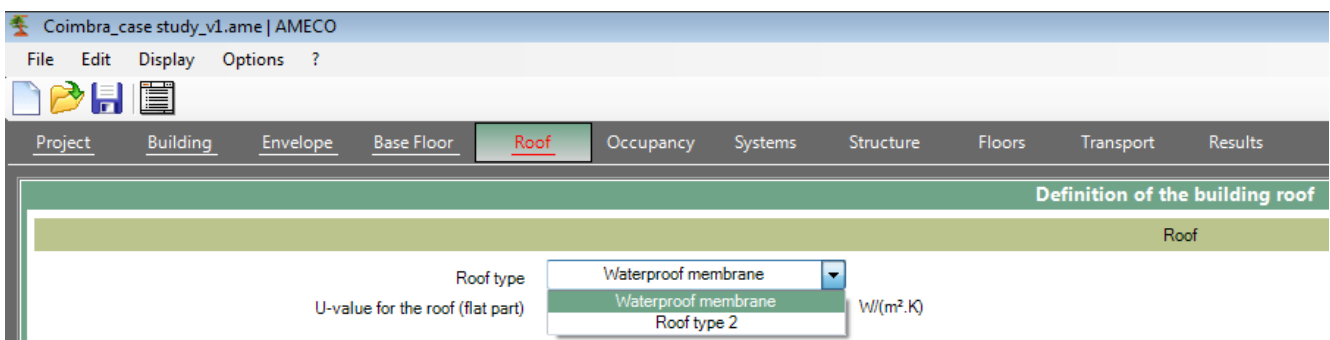 Coimbra_case study_v1.ame | AMECO
File Edit Display Options ?
Project Building Envelope Base Floor Roof Occupancy Systems Structure Floors Transport Results
Definition of the building roof
Roof
Roof type Waterproof membrane
U-value for the roof (flat part) Waterproof membrane W/(m².K)
Roof type 2